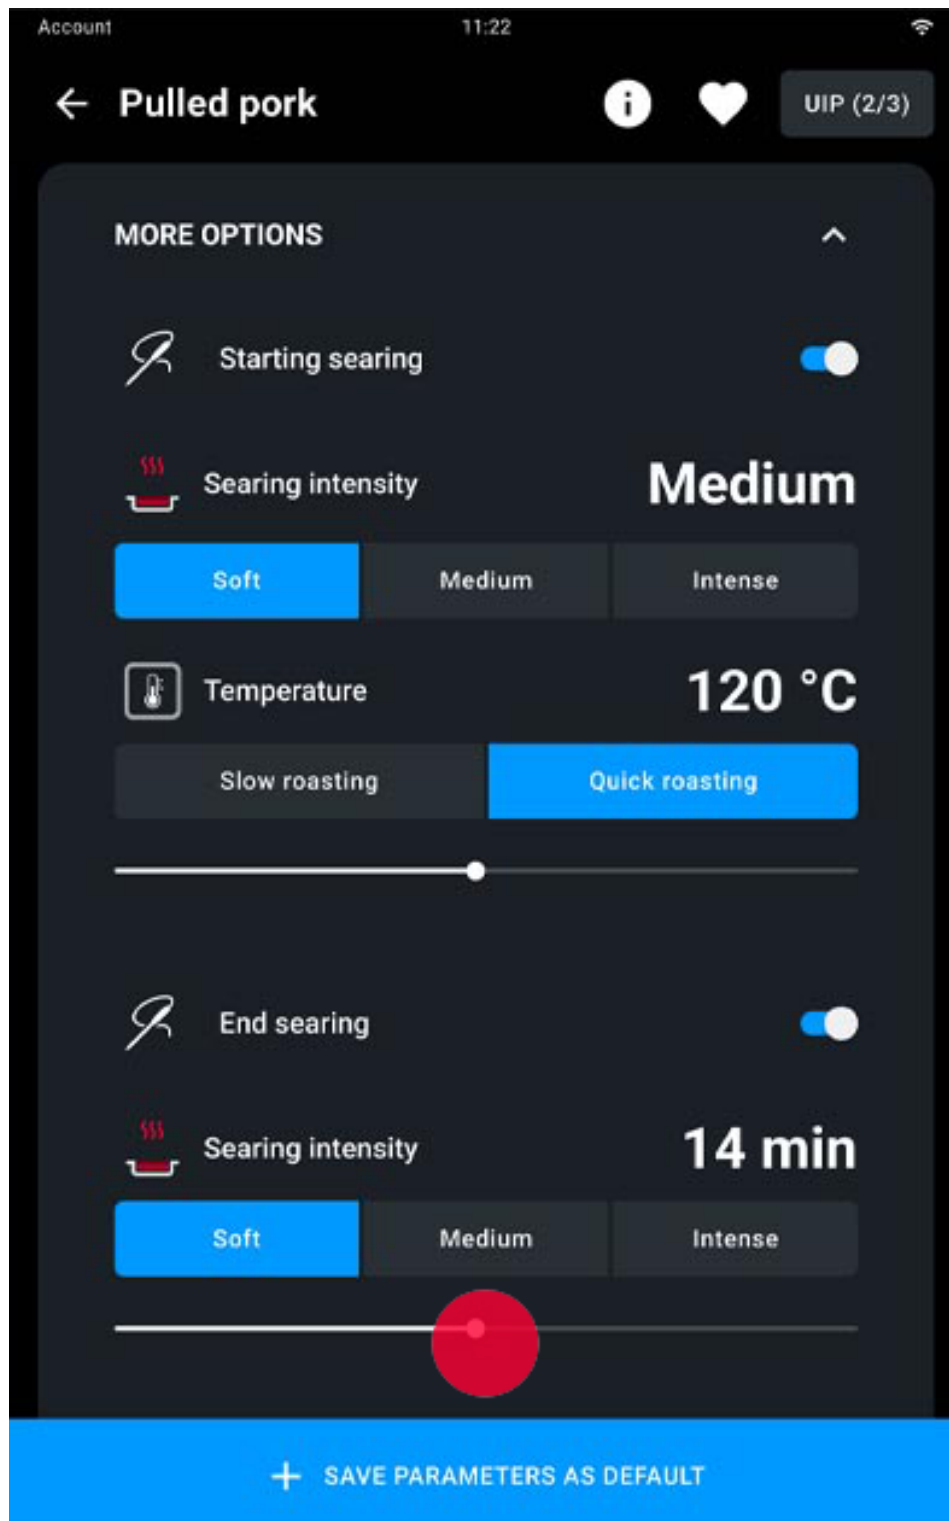 Account 11:22
Pulled pork UIP (2/3)
MORE OPTIONS
Starting searing
Searing intensity Medium
Soft Medium Intense
Temperature 120 °C
Slow roasting Quick roasting
End searing
Searing intensity 14 min
Soft Medium Intense
+ SAVE PARAMETERS AS DEFAULT